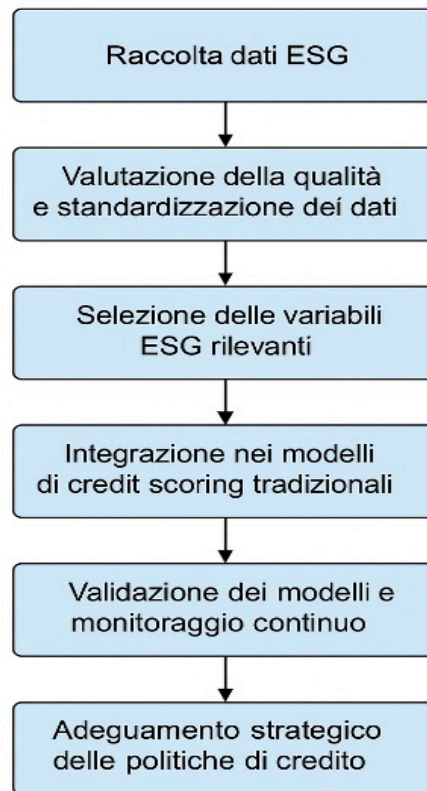 Raccolta dati ESG
Valutazione della qualità
e standardizzazione deí dati
Selezione delle variabili
ESG rilevanti
Integrazione nei modelli
di credit scoring tradizionali
Validazione dei modelli e
monitoraggio continuo
Adeguamento strategico
delle politiche di credito